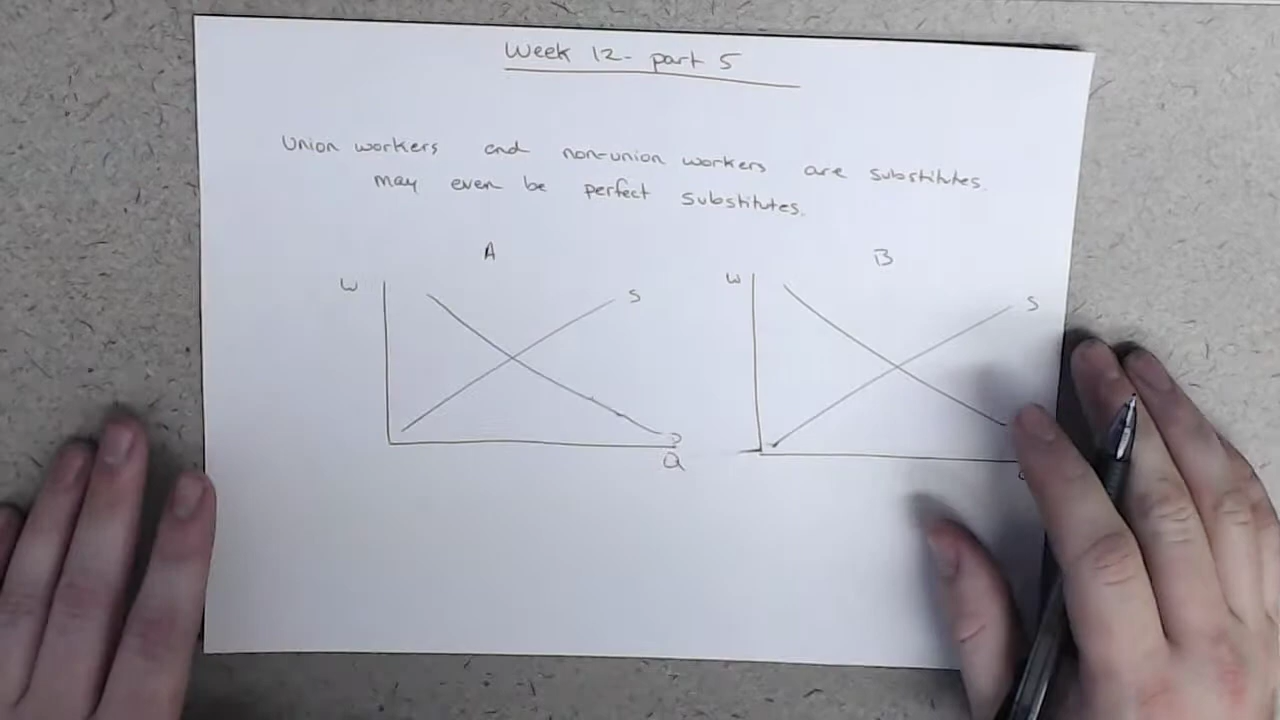 Week 12- part 5
Union workers and non-union workers are substitutes.
may even be perfect substitutes.
A
B
W
S
D
Q
W
S